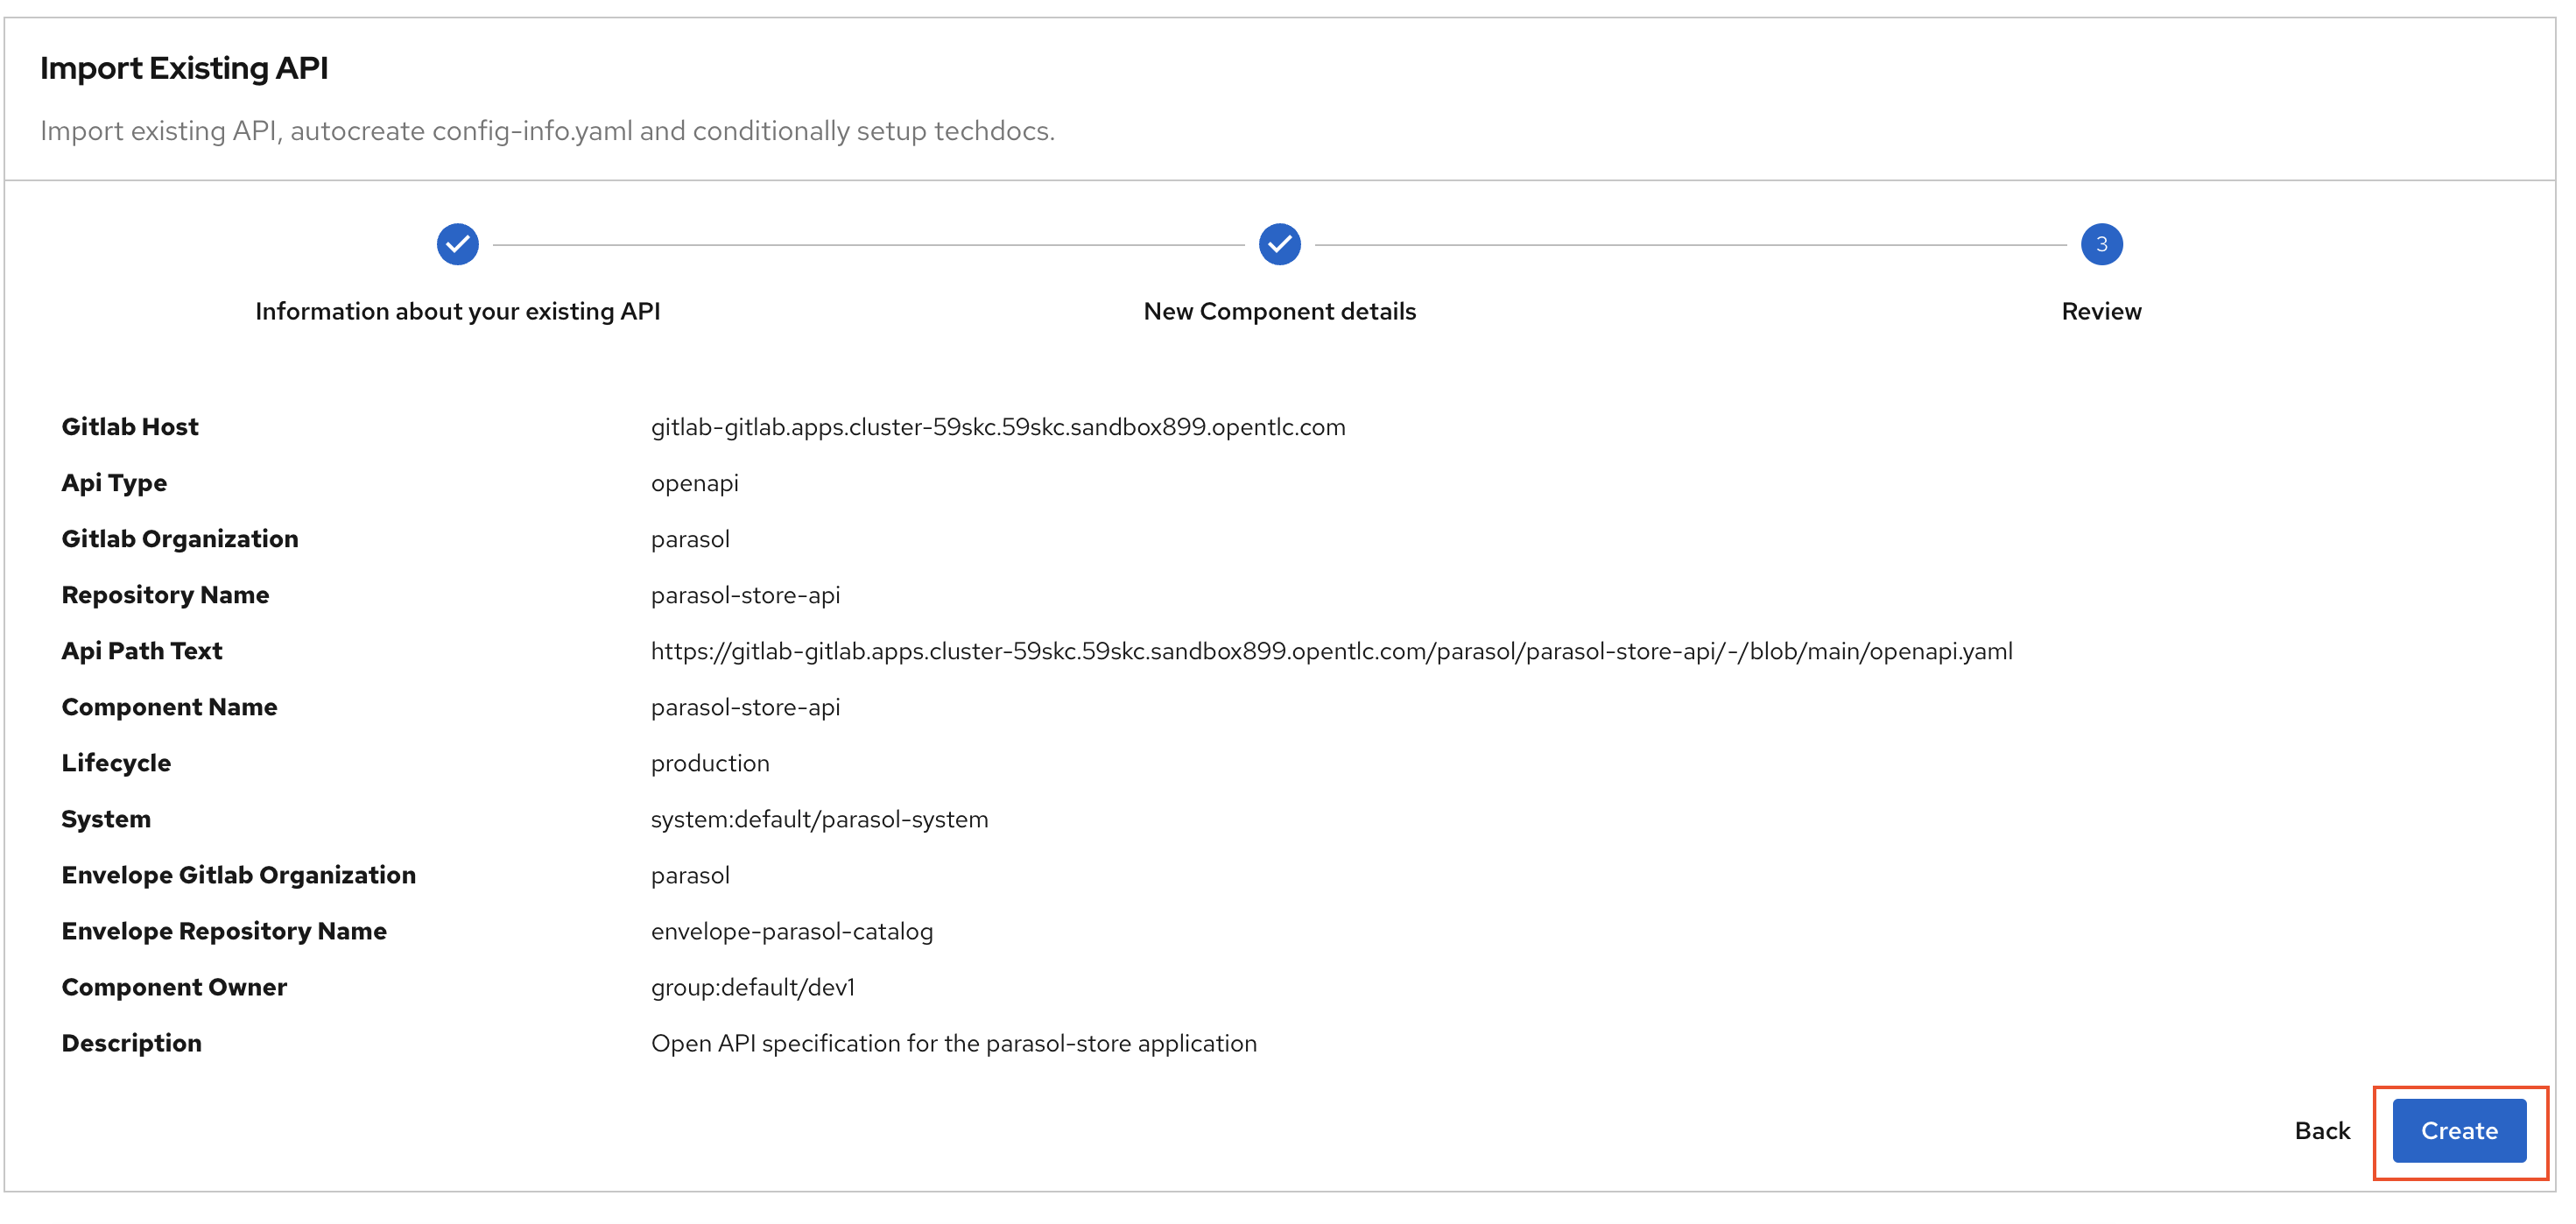 Import Existing API
Import existing API, autocreate config-info.yaml and conditionally setup techdocs.
3
Information about your existing API
New Component details
Review
Gitlab Host gitlab-gitlab.apps.cluster-59skc.59skc.sandbox899.opentlc.com
Api Type openapi
Gitlab Organization parasol
Repository Name parasol-store-api
Api Path Text https://gitlab-gitlab.apps.cluster-59skc.59skc.sandbox899.opentlc.com/parasol/parasol-store-api/-/blob/main/openapi.yaml
Component Name parasol-store-api
Lifecycle production
System system:default/parasol-system
Envelope Gitlab Organization parasol
Envelope Repository Name envelope-parasol-catalog
Component Owner group:default/dev1
Description Open API specification for the parasol-store application
Back Create